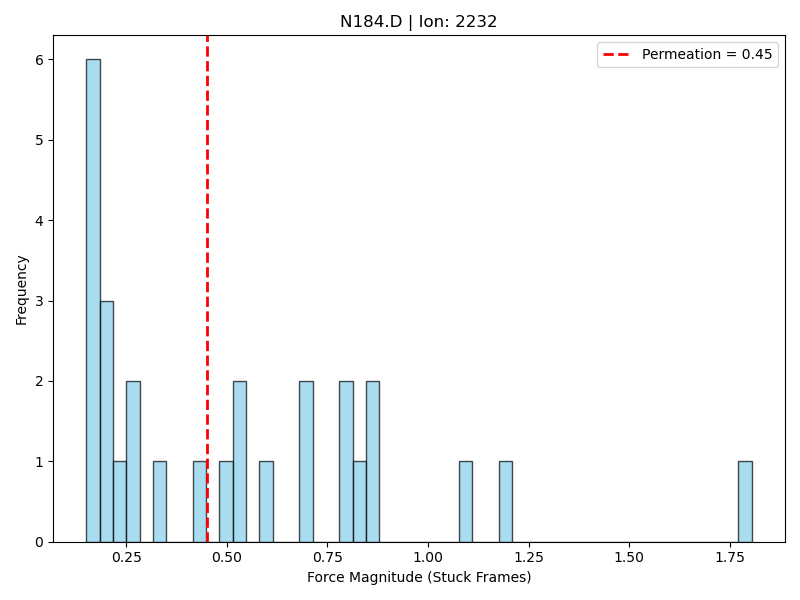 N184.D | Ion: 2232
Permeation = 0.45
Frequency
6
5
4
3
2
1
0
0.25 0.50 0.75 1.00 1.25 1.50 1.75
Force Magnitude (Stuck Frames)